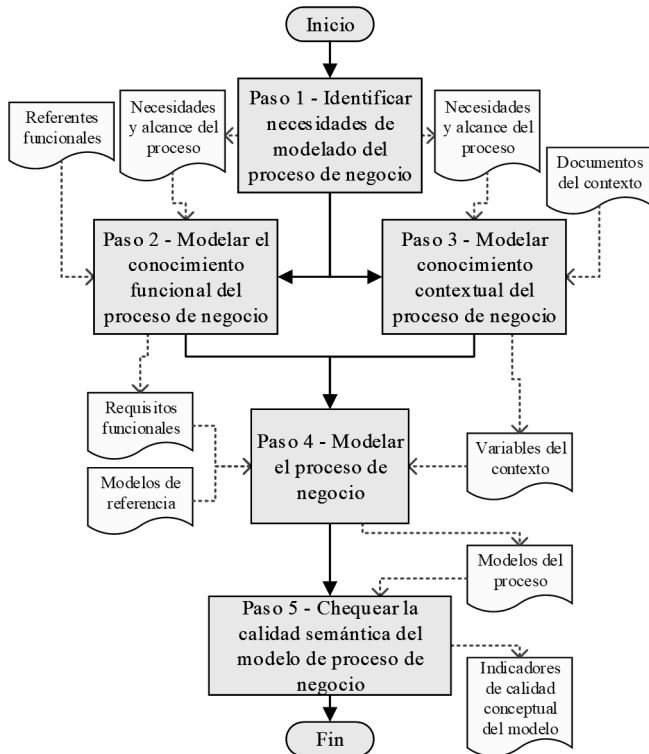 Inicio
Paso 1 - Identificar
necesidades de
modelado del
proceso de negocio
Referentes
funcionales
Necesidades
y alcance del
proceso
Necesidades
y alcance del
proceso
Documentos
del contexto
Paso 2 - Modelar el
conocimiento
funcional del
proceso de negocio
Paso 3 - Modelar
conocimiento
contextual del
proceso de negocio
Requisitos
funcionales
Modelos de
referencia
Paso 4 - Modelar
el proceso de
negocio
Variables del
contexto
Modelos del
proceso
Paso 5 - Chequear la
calidad semántica del
modelo de proceso de
negocio
Indicadores
de calidad
conceptual
del modelo
Fin